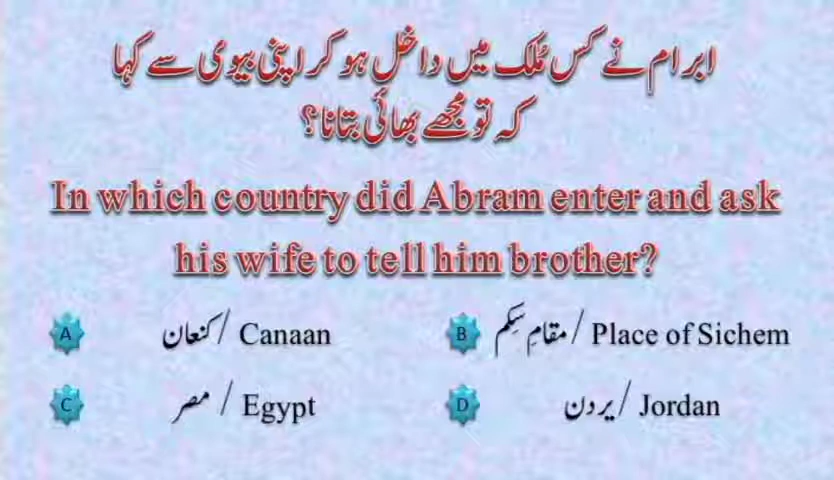 ابرام نے کس مُلک میں داخل ہو کر اپنی بیوی سے کہا
کہ تو مجھے بھائی بتانا؟
In which country did Abram enter and ask
his wife to tell him brother?
A کنعان / Canaan
B مقامِ سِکم / Place of Sichem
C مصر / Egypt
D یردن / Jordan